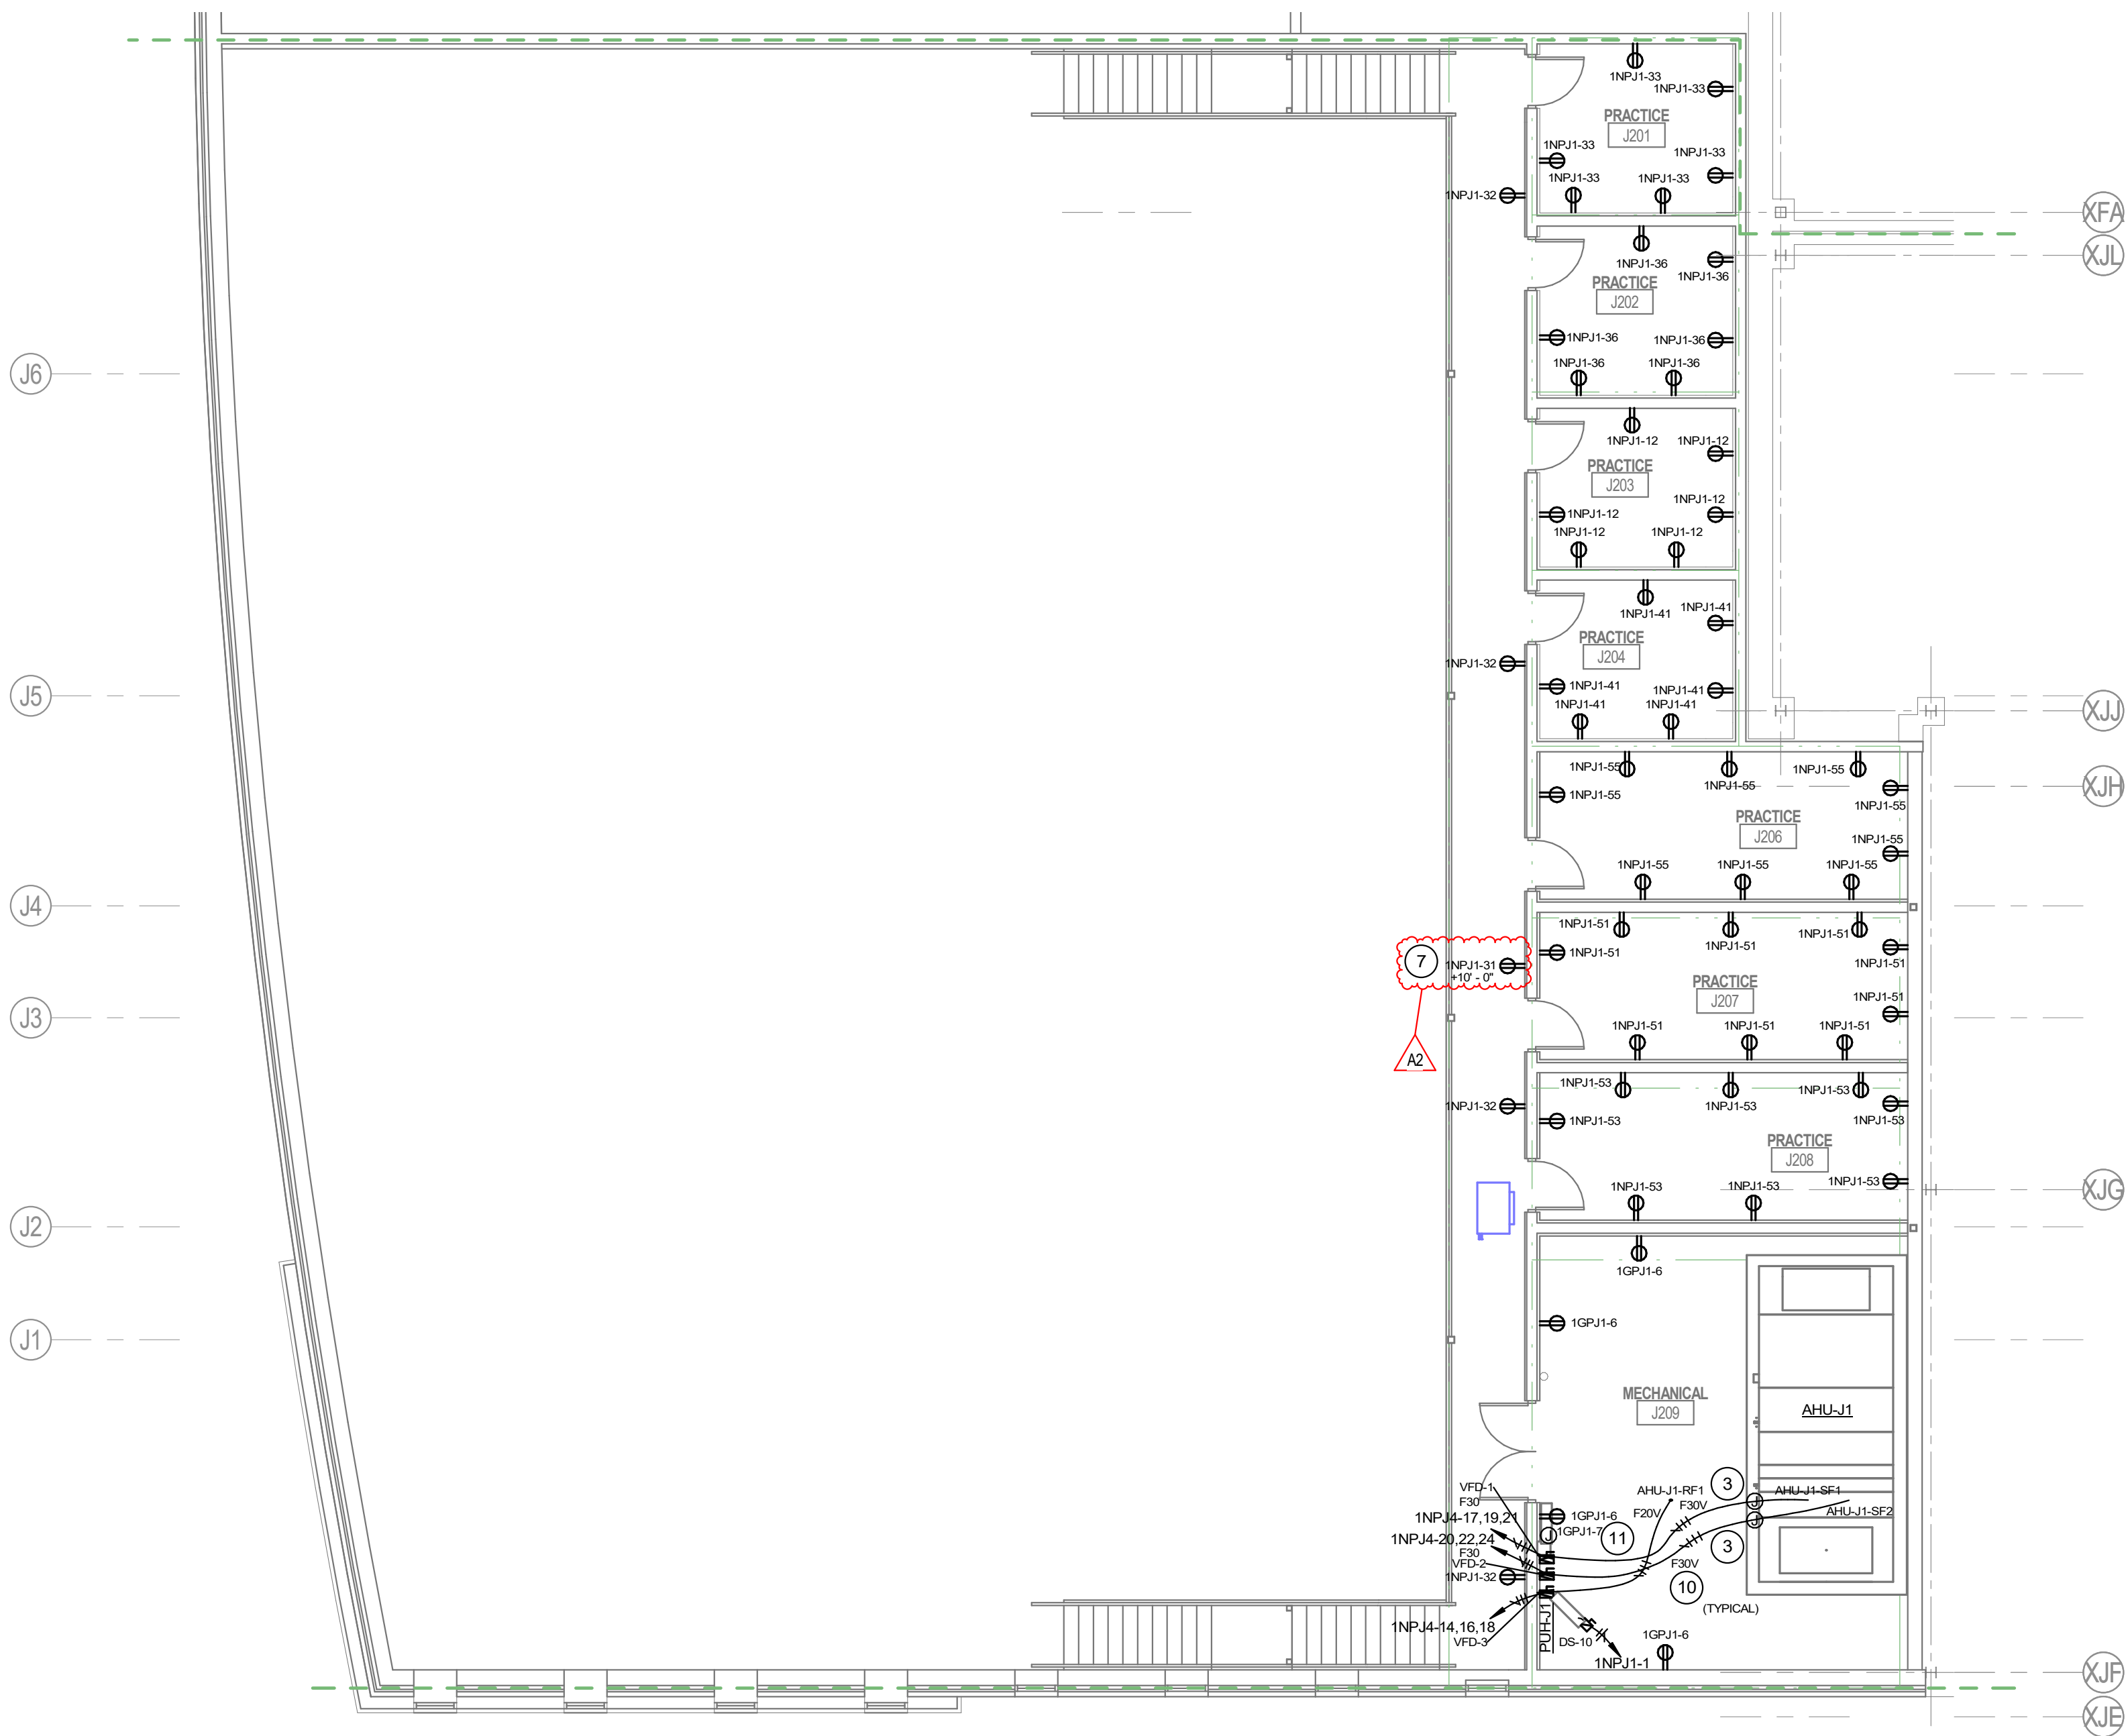 1NPJ1-33
1NPJ1-33
PRACTICE
J201
1NPJ1-33
1NPJ1-33
1NPJ1-33
1NPJ1-33
1NPJ1-32
XFA
XJL
1NPJ1-36
1NPJ1-36
PRACTICE
J202
1NPJ1-36
1NPJ1-36
1NPJ1-36
1NPJ1-36
J6
1NPJ1-12
1NPJ1-12
PRACTICE
J203
1NPJ1-12
1NPJ1-12
1NPJ1-12
1NPJ1-12
1NPJ1-41
1NPJ1-41
PRACTICE
J204
1NPJ1-32
1NPJ1-41
1NPJ1-41
1NPJ1-41
1NPJ1-41
J5
XJJ
1NPJ1-55
1NPJ1-55
1NPJ1-55
1NPJ1-55
1NPJ1-55
XJH
PRACTICE
J206
1NPJ1-55
1NPJ1-55
1NPJ1-55
1NPJ1-55
J4
1NPJ1-51
1NPJ1-51
1NPJ1-51
1NPJ1-51
1NPJ1-51
7
1NPJ1-31
+10' - 0"
PRACTICE
J207
1NPJ1-51
1NPJ1-51
1NPJ1-51
1NPJ1-51
J3
A2
1NPJ1-53
1NPJ1-53
1NPJ1-53
1NPJ1-53
1NPJ1-53
1NPJ1-32
PRACTICE
J208
1NPJ1-53
1NPJ1-53
1NPJ1-53
XJG
J2
1GPJ1-6
1GPJ1-6
J1
MECHANICAL
J209
AHU-J1
VFD-1
F30
1NPJ4-17,19,21
1NPJ4-20,22,24
F30
VFD-2
1NPJ1-32
1NPJ4-14,16,18
VFD-3
1GPJ1-6
J
1GPJ1-7
11
AHU-J1-RF1
F20V
F30V
3
AHU-J1-SF1
J
AHU-J1-SF2
J
3
F30V
10
(TYPICAL)
PUH-J1
DS-10
1NPJ1-1
1GPJ1-6
XJF
XJE